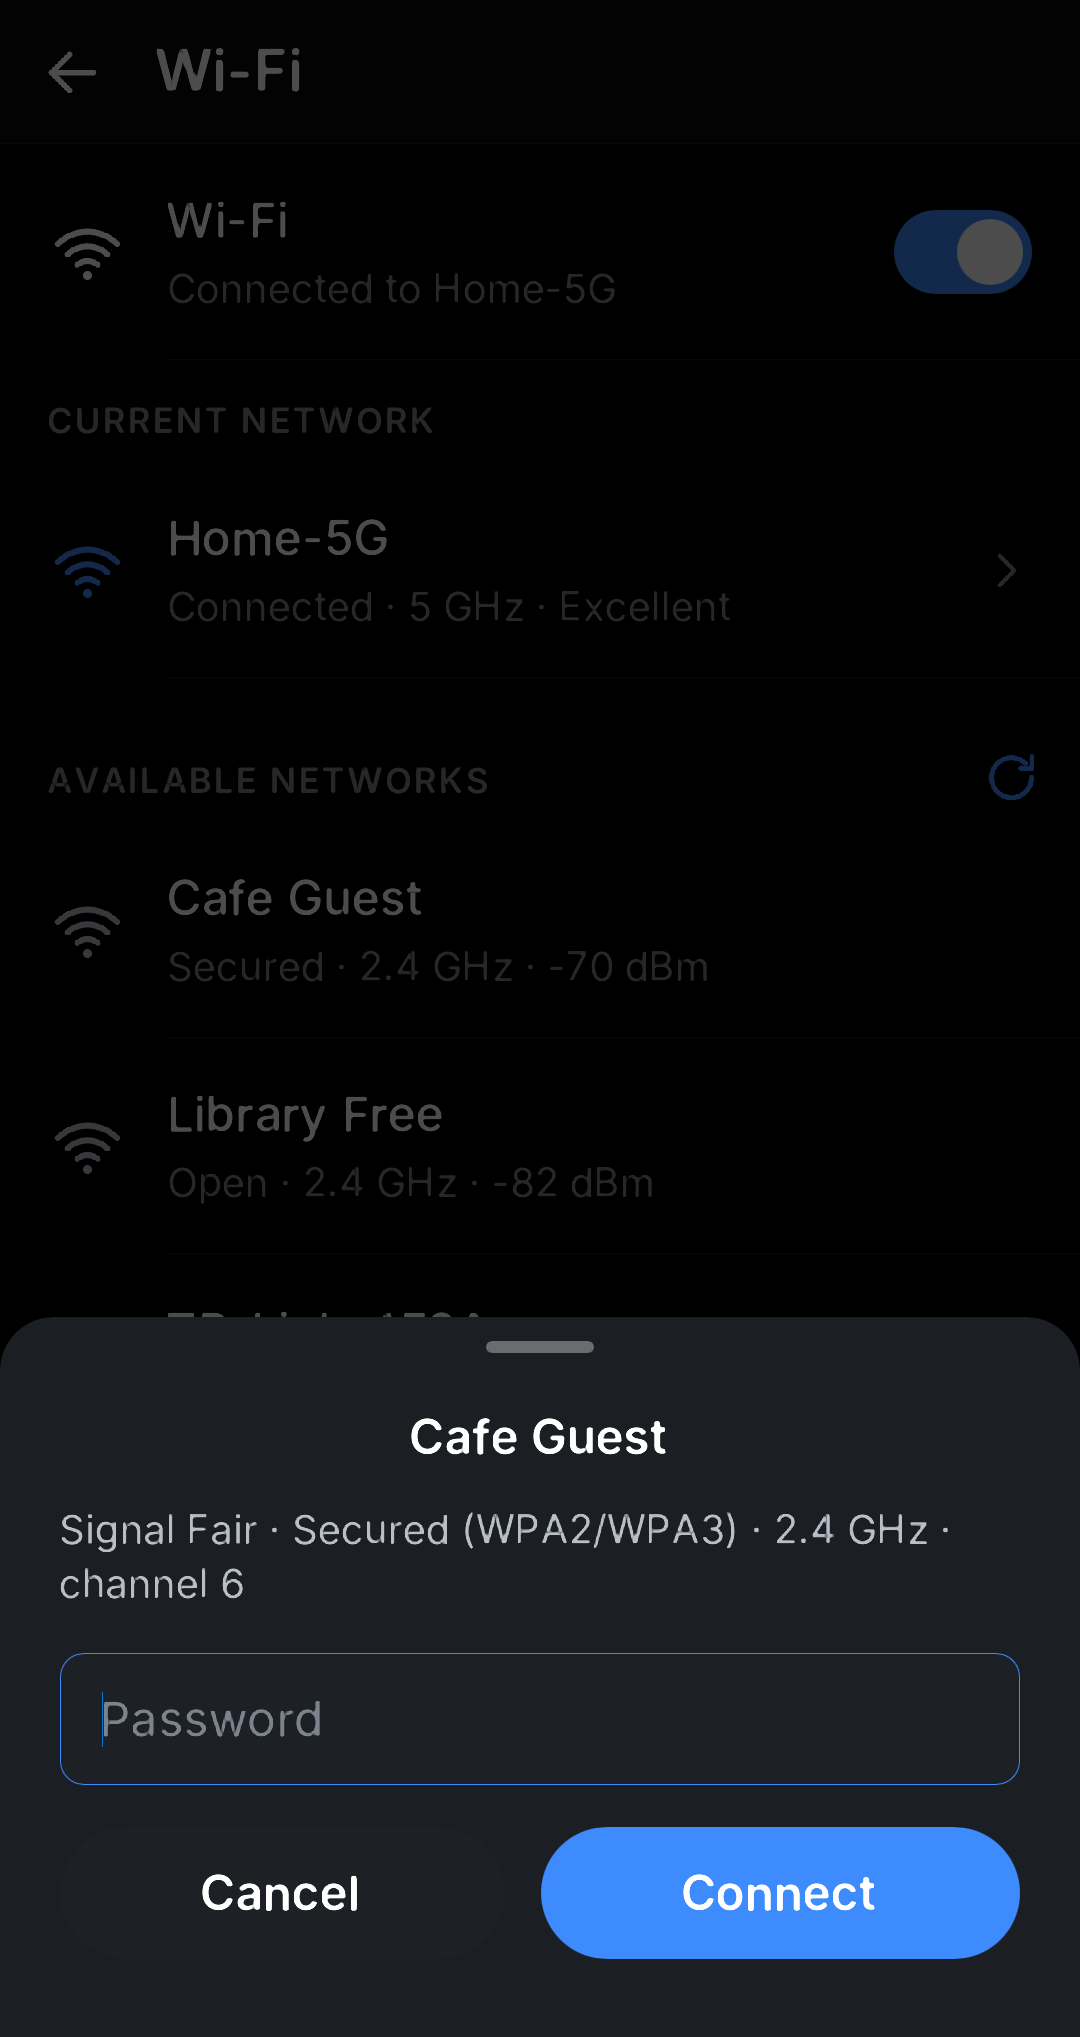 Wi-Fi
Wi-Fi
Connected to Home-5G
CURRENT NETWORK
Home-5G
Connected · 5 GHz · Excellent
AVAILABLE NETWORKS
Cafe Guest
Secured · 2.4 GHz · -70 dBm
Library Free
Open · 2.4 GHz · -82 dBm
Cafe Guest
Signal Fair · Secured (WPA2/WPA3) · 2.4 GHz ·
channel 6
Password
Cancel
Connect